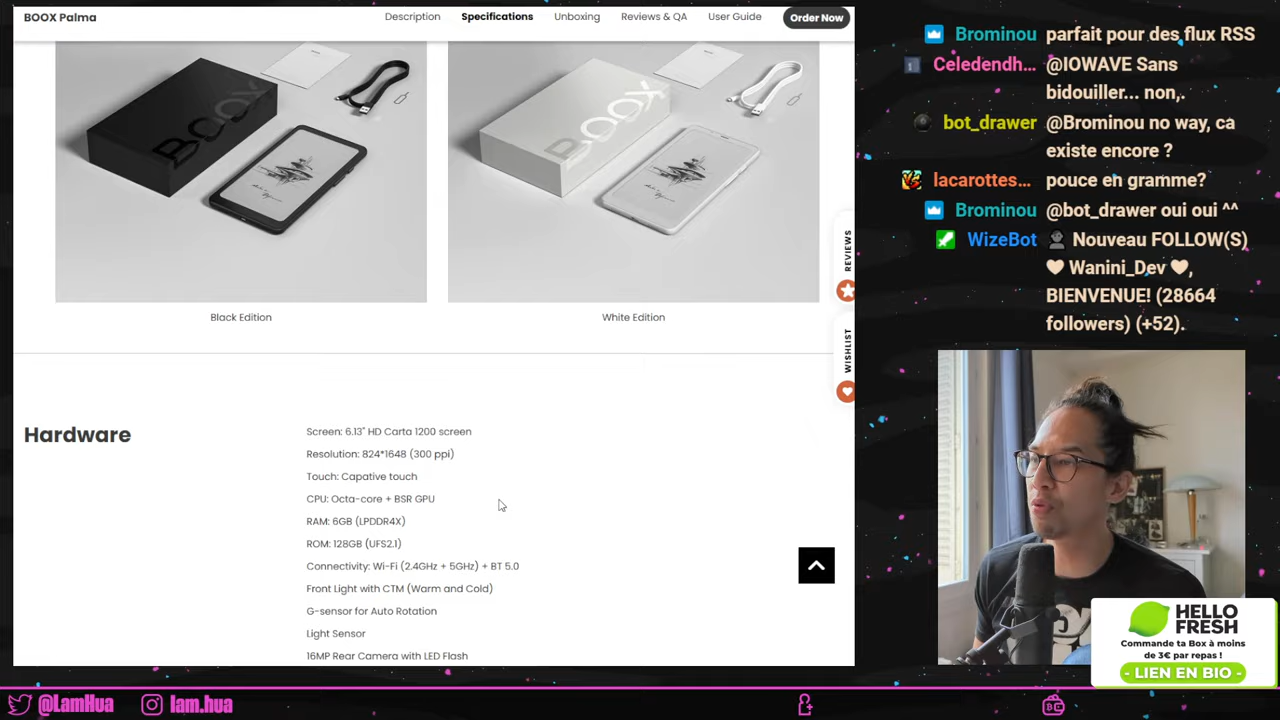 BOOX Palma
Description
Specifications
Unboxing
Reviews & QA
User Guide
Order Now
BOOX
BOOX
Black Edition
White Edition
REVIEWS
WISHLIST
Hardware
Screen: 6.13" HD Carta 1200 screen
Resolution: 824*1648 (300 ppi)
Touch: Capative touch
CPU: Octa-core + BSR GPU
RAM: 6GB (LPDDR4X)
ROM: 128GB (UFS2.1)
Connectivity: Wi-Fi (2.4GHz + 5GHz) + BT 5.0
Front Light with CTM (Warm and Cold)
G-sensor for Auto Rotation
Light Sensor
16MP Rear Camera with LED Flash
Brominou parfait pour des flux RSS
Celedendh... @IOWAVE Sans
bidouiller... non,.
bot_drawer @Brominou no way, ca
existe encore ?
lacarottes... pouce en gramme?
Brominou @bot_drawer oui oui ^^
WizeBot Nouveau FOLLOW(S)
Wanini_Dev ,
BIENVENUE! (28664
followers) (+52).
HELLO
FRESH
Commande ta Box à moins
de 3€ par repas !
- LIEN EN BIO -
@LamHua
lam.hua